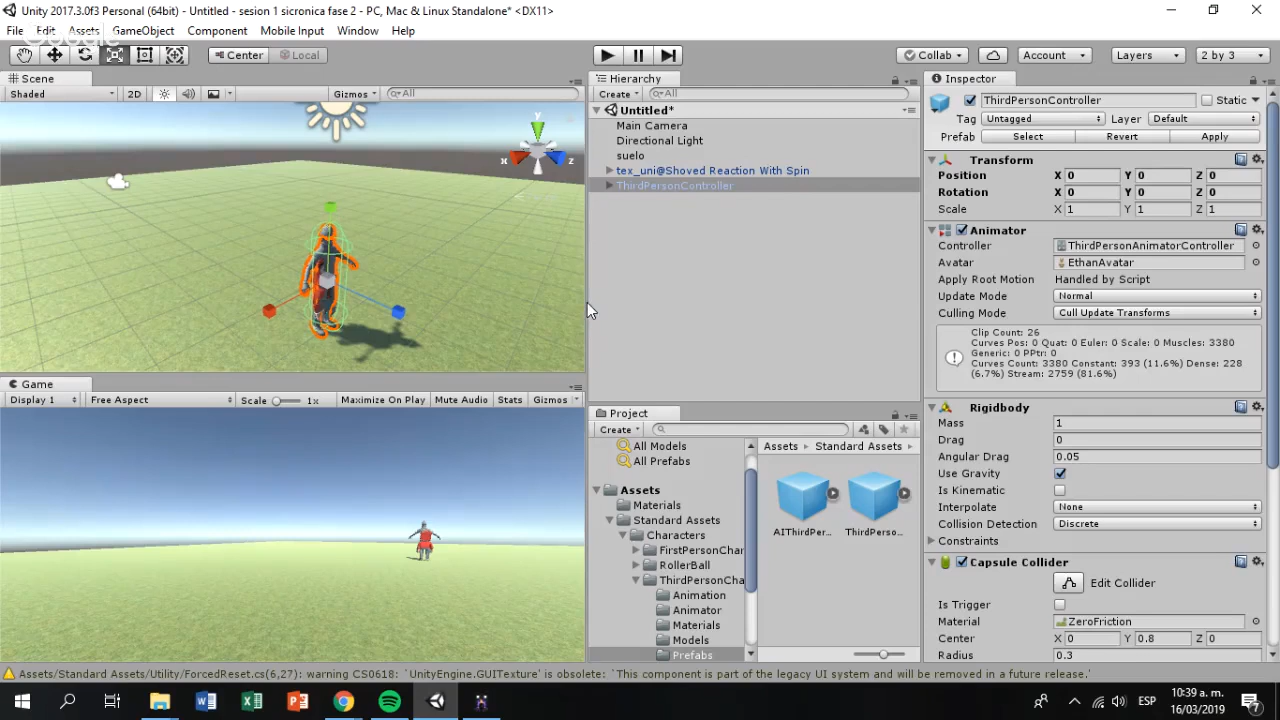 Unity 2017.3.0f3 Personal (64bit) - Untitled - sesion 1 sicronica fase 2 - PC, Mac & Linux Standalone* <DX11>
File Edit Assets GameObject Component Mobile Input Window Help
Google
Center Local Collab Account Layers 2 by 3
Scene
Shaded 2D Gizmos All
y
x z
Game
Display 1 Free Aspect Scale 1x Maximize On Play Mute Audio Stats Gizmos
Hierarchy
Create All
Untitled*
Main Camera
Directional Light
suelo
tex_uni@Shoved Reaction With Spin
ThirdPersonController
Project
Create
All Models
All Prefabs
Assets
Materials
Standard Assets
Characters
FirstPersonChar
RollerBall
ThirdPersonCha
Animation
Animator
Materials
Models
Prefabs
Assets Standard Assets
AIThirdPer... ThirdPerso...
Inspector
ThirdPersonController Static
Tag Untagged Layer Default
Prefab Select Revert Apply
Transform
Position X 0 Y 0 Z 0
Rotation X 0 Y 0 Z 0
Scale X 1 Y 1 Z 1
Animator
Controller ThirdPersonAnimatorController
Avatar EthanAvatar
Apply Root Motion Handled by Script
Update Mode Normal
Culling Mode Cull Update Transforms
Clip Count: 26
Curves Pos: 0 Quat: 0 Euler: 0 Scale: 0 Muscles: 3380
Generic: 0 PPtr: 0
Curves Count: 3380 Constant: 393 (11.6%) Dense: 228
(6.7%) Stream: 2759 (81.6%)
Rigidbody
Mass 1
Drag 0
Angular Drag 0.05
Use Gravity
Is Kinematic
Interpolate None
Collision Detection Discrete
Constraints
Capsule Collider
Edit Collider
Is Trigger
Material ZeroFriction
Center X 0 Y 0.8 Z 0
Radius 0.3
Assets/Standard Assets/Utility/ForcedReset.cs(6,27): warning CS0618: `UnityEngine.GUITexture' is obsolete: `This component is part of the legacy UI system and will be removed in a future release.'
ESP 10:39 a. m.
16/03/2019
7